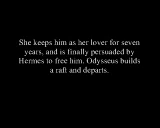 She keeps him as her lover for seven
years, and is finally persuaded by
Hermes to free him. Odysseus builds
a raft and departs.